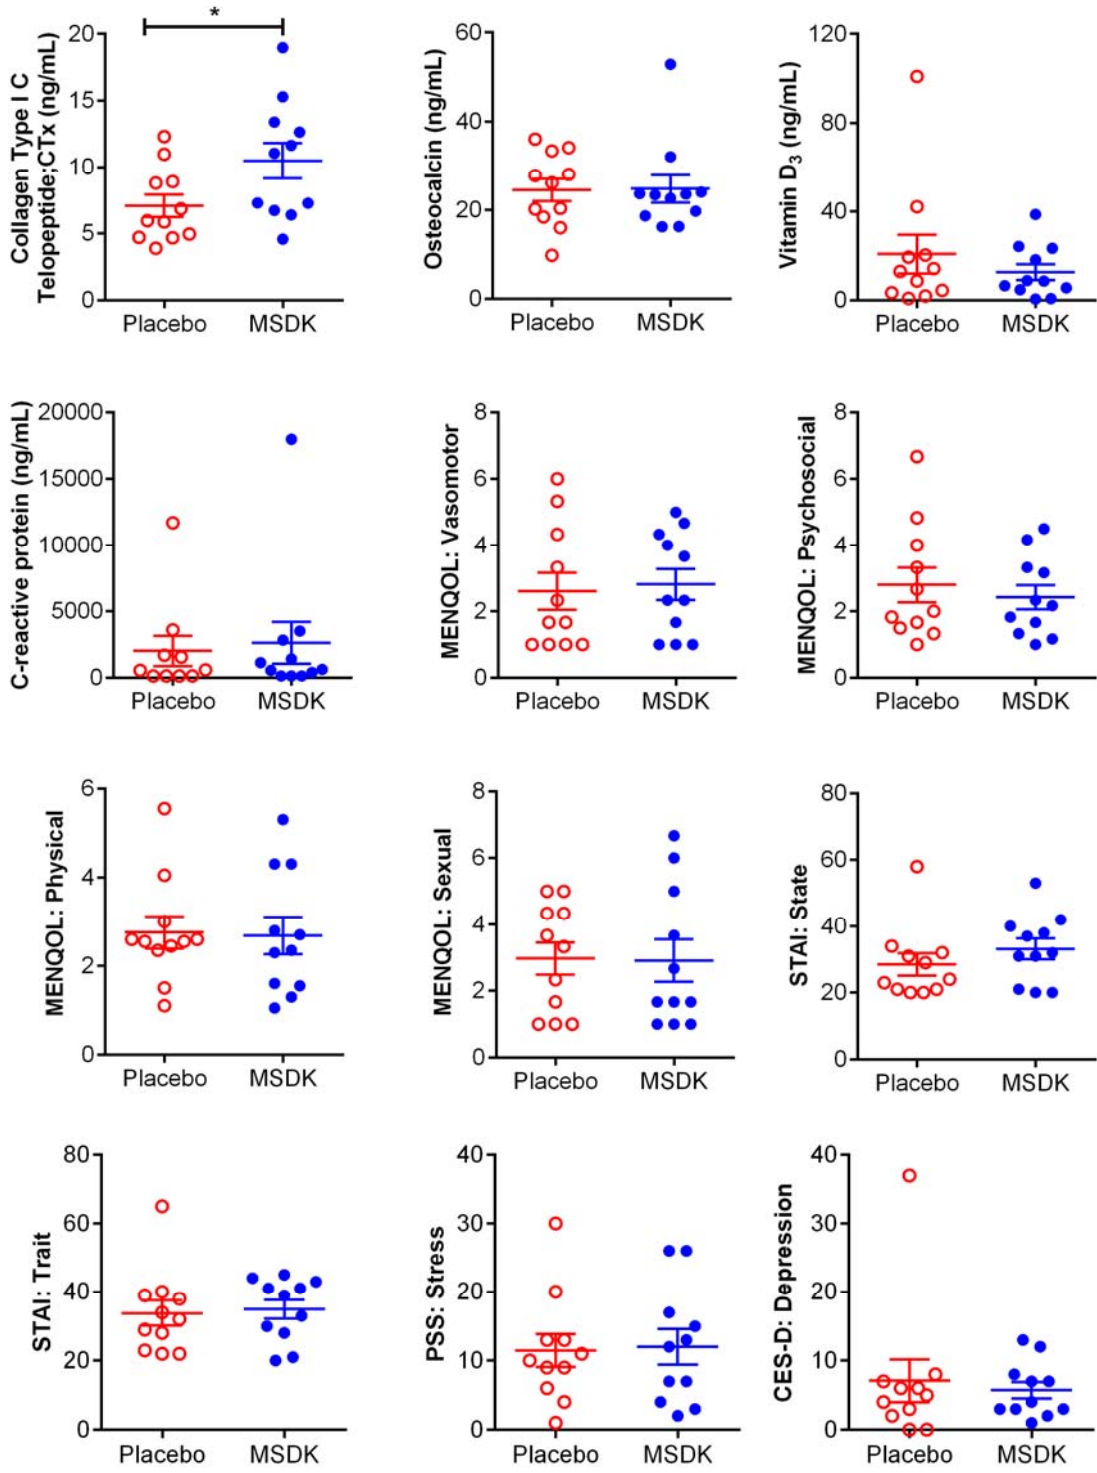 *
Collagen Type I C
Telopeptide;CTx (ng/mL)
20
15
10
5
0
Placebo MSDK
Osteocalcin (ng/mL)
60
40
20
0
Placebo MSDK
Vitamin D₃ (ng/mL)
120
80
40
0
Placebo MSDK
C-reactive protein (ng/mL)
20000
15000
10000
5000
0
Placebo MSDK
MENQOL: Vasomotor
8
6
4
2
0
Placebo MSDK
MENQOL: Psychosocial
8
6
4
2
0
Placebo MSDK
MENQOL: Physical
6
4
2
0
Placebo MSDK
MENQOL: Sexual
8
6
4
2
0
Placebo MSDK
STAI: State
80
60
40
20
0
Placebo MSDK
STAI: Trait
80
60
40
20
0
Placebo MSDK
PSS: Stress
40
30
20
10
0
Placebo MSDK
CES-D: Depression
40
30
20
10
0
Placebo MSDK